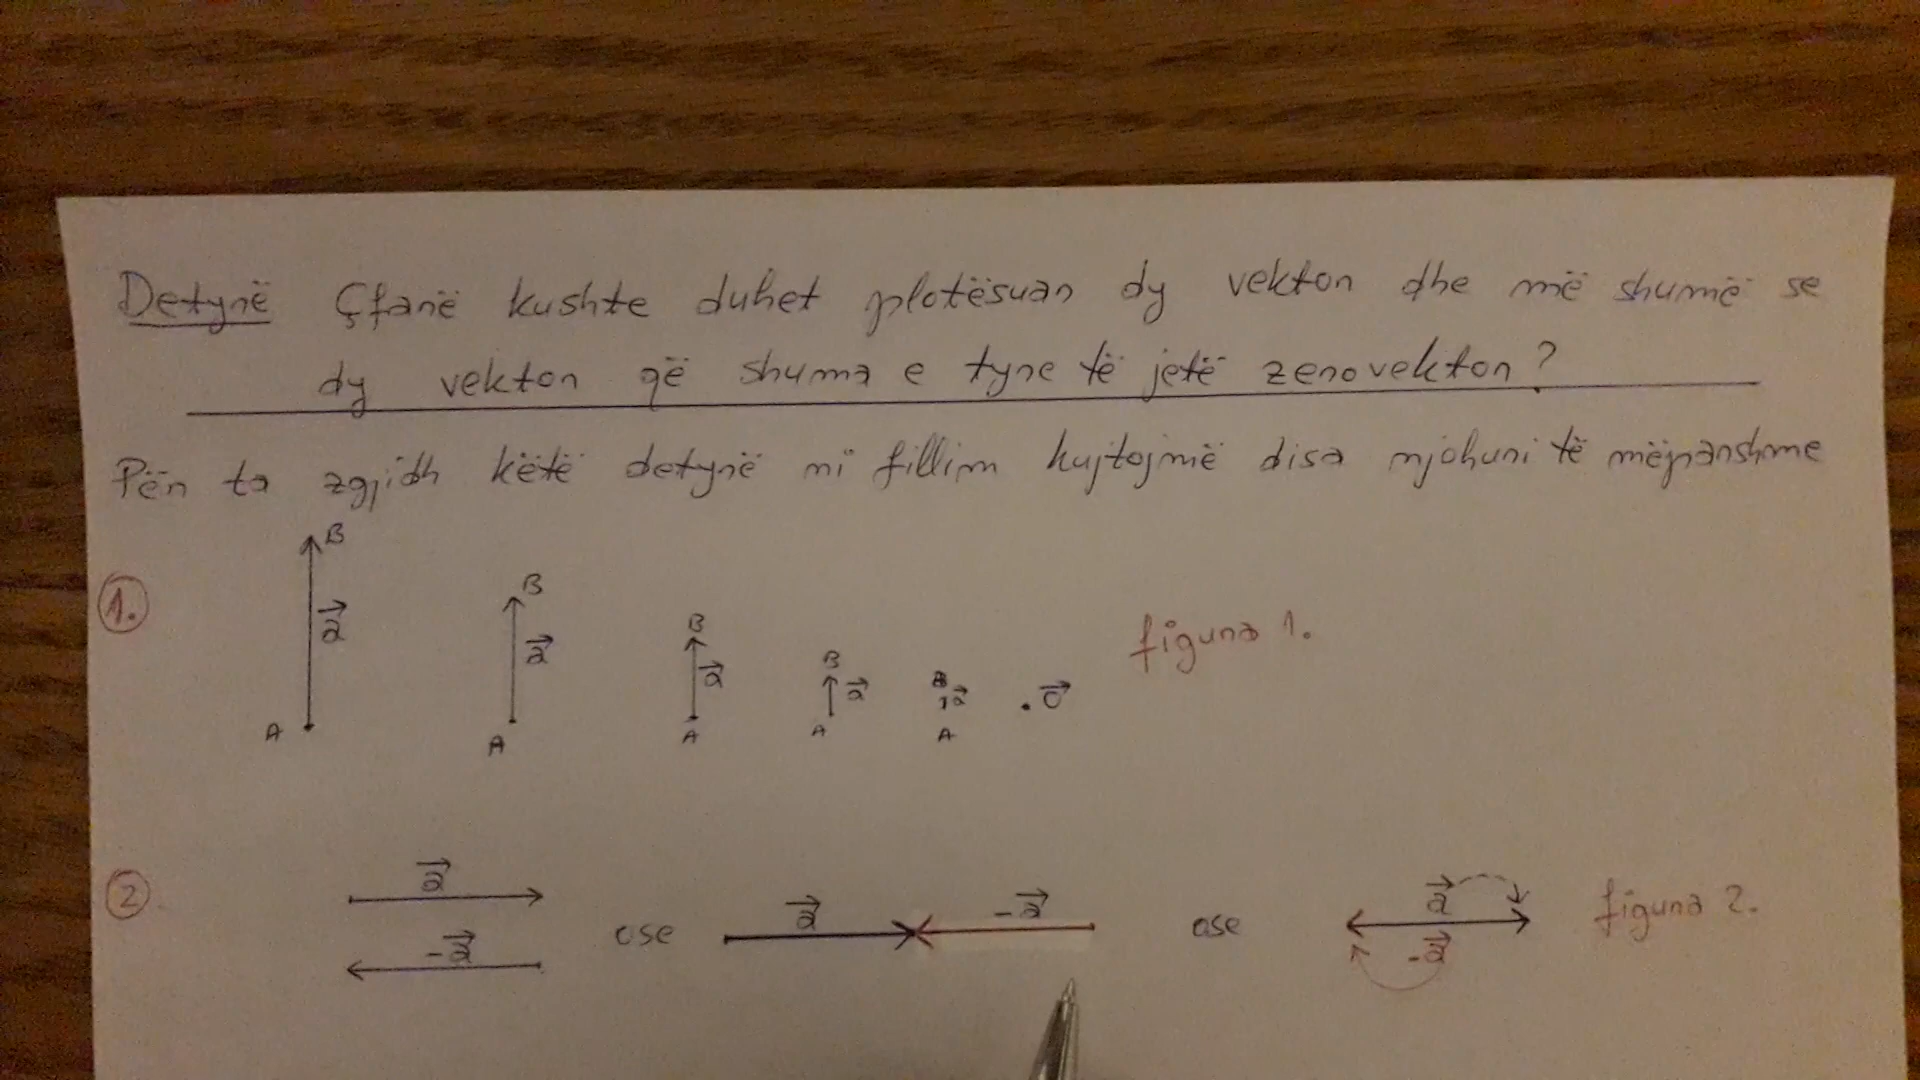 Detyrë Çfarë kushte duhet plotësuar dy vektor dhe më shumë se
dy vektor që shuma e tyre të jetë zerovektor?
Për ta zgjidh këtë detyrë në fillim kujtojmë disa njohuri të mëparshme
1. B B B B B figura 1.
a a a a a . 0
A A A A A
2 a ose a -a ose a figura 2.
-a -a